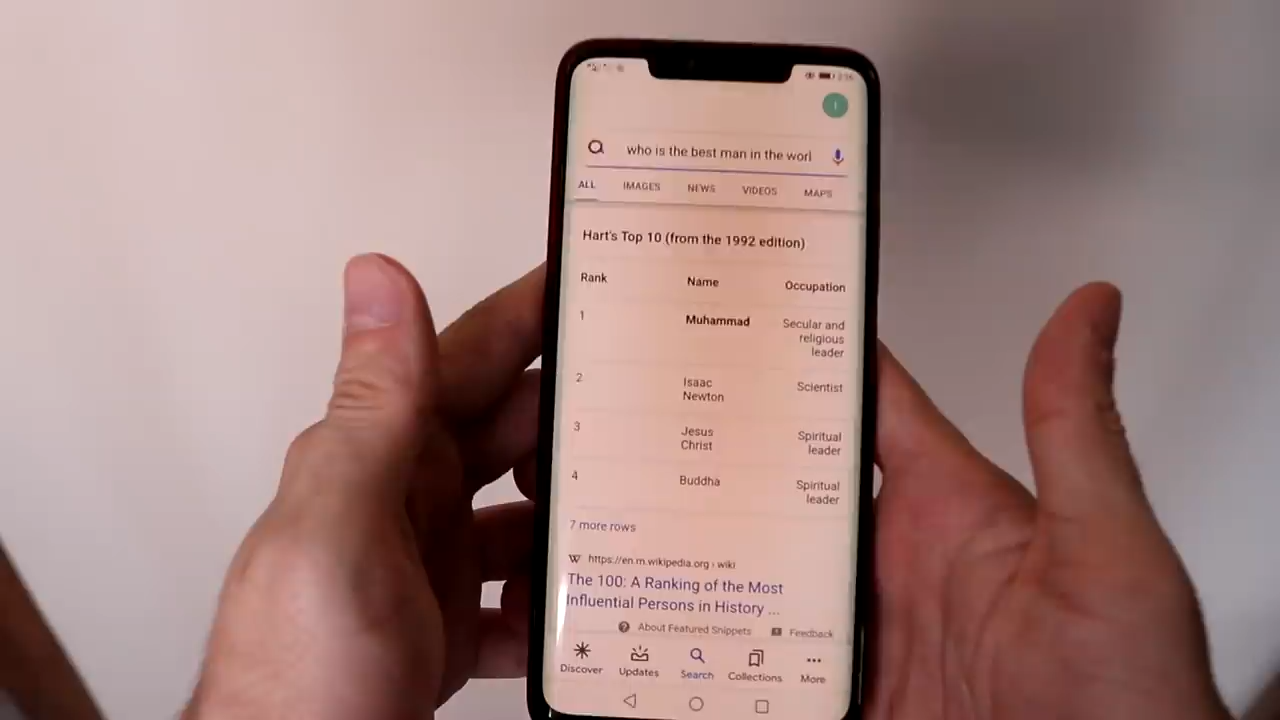 who is the best man in the worl
ALL IMAGES NEWS VIDEOS MAPS
Hart's Top 10 (from the 1992 edition)
Rank Name Occupation
1 Muhammad Secular and
religious
leader
2 Isaac Scientist
Newton
3 Jesus Spiritual
Christ leader
4 Buddha Spiritual
leader
7 more rows
W https://en.m.wikipedia.org › wiki
The 100: A Ranking of the Most
Influential Persons in History ...
About Featured Snippets Feedback
Discover Updates Search Collections More